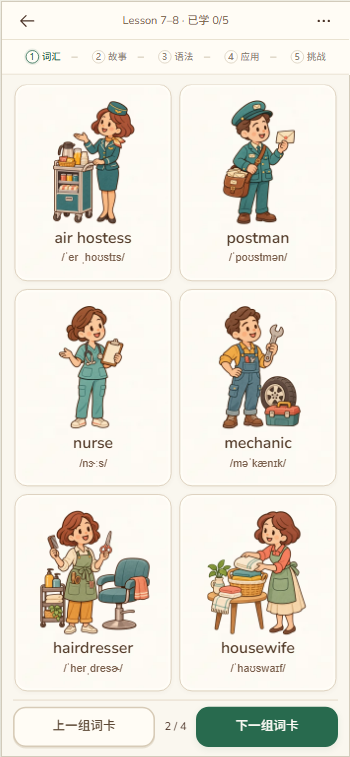 Lesson 7–8 · 已学 0/5
1 词汇 – 2 故事 – 3 语法 – 4 应用 – 5 挑战
air hostess
/ˈer ˌhoʊstɪs/
postman
/ˈpoʊstmən/
nurse
/nɝːs/
mechanic
/məˈkænɪk/
hairdresser
/ˈherˌdresɚ/
housewife
/ˈhaʊswaɪf/
上一组词卡 2 / 4 下一组词卡